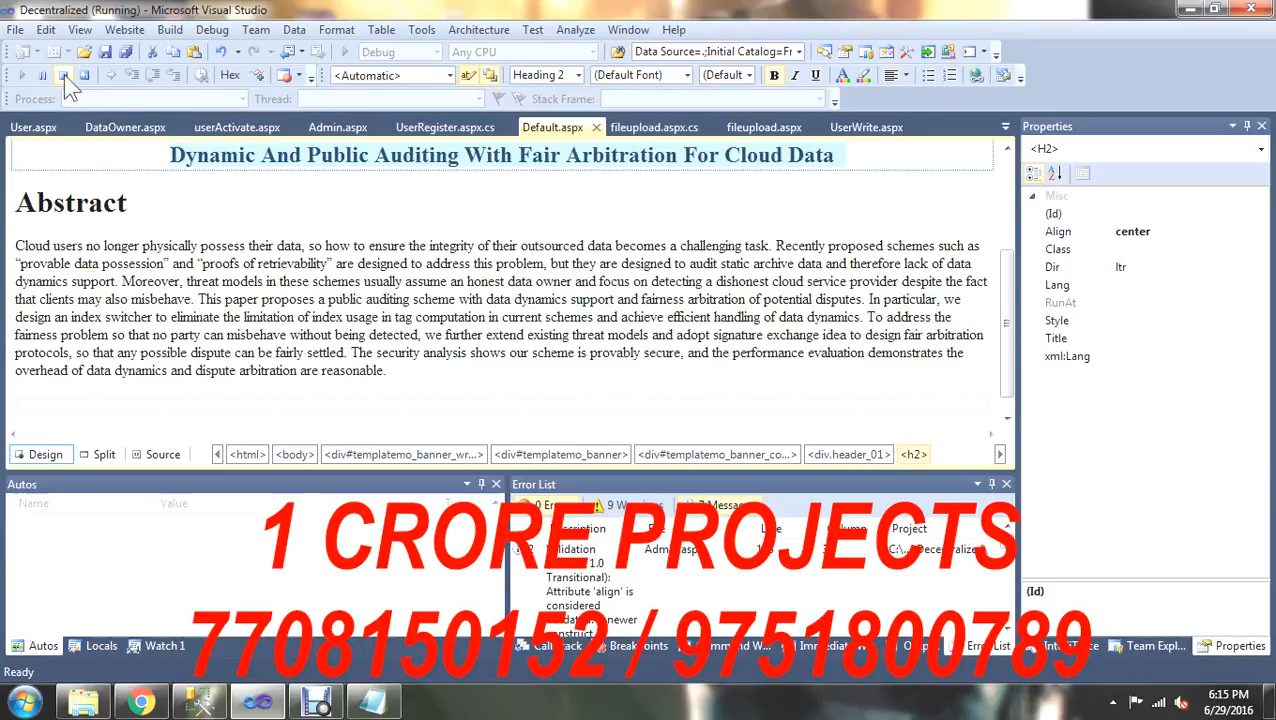 Decentralized (Running) - Microsoft Visual Studio
File Edit View Website Build Debug Team Data Format Table Tools Architecture Test Analyze Window Help
Debug Any CPU Data Source=.;Initial Catalog=Fr
Hex <Automatic> Heading 2 (Default Font) (Default B I U A
Process: Thread: Stack Frame:
User.aspx DataOwner.aspx userActivate.aspx Admin.aspx UserRegister.aspx.cs Default.aspx fileupload.aspx.cs fileupload.aspx UserWrite.aspx
Dynamic And Public Auditing With Fair Arbitration For Cloud Data
Abstract
Cloud users no longer physically possess their data, so how to ensure the integrity of their outsourced data becomes a challenging task. Recently proposed schemes such as
“provable data possession” and “proofs of retrievability” are designed to address this problem, but they are designed to audit static archive data and therefore lack of data
dynamics support. Moreover, threat models in these schemes usually assume an honest data owner and focus on detecting a dishonest cloud service provider despite the fact
that clients may also misbehave. This paper proposes a public auditing scheme with data dynamics support and fairness arbitration of potential disputes. In particular, we
design an index switcher to eliminate the limitation of index usage in tag computation in current schemes and achieve efficient handling of data dynamics. To address the
fairness problem so that no party can misbehave without being detected, we further extend existing threat models and adopt signature exchange idea to design fair arbitration
protocols, so that any possible dispute can be fairly settled. The security analysis shows our scheme is provably secure, and the performance evaluation demonstrates the
overhead of data dynamics and dispute arbitration are reasonable.
Design Split Source <html> <body> <div#templatemo_banner_wr... <div#templatemo_banner> <div#templatemo_banner_co... <div.header_01> <h2>
Properties
<H2>
Misc
(Id)
Align center
Class
Dir ltr
Lang
RunAt
Style
Title
xml:Lang
(Id)
Autos
Name Value
Error List
9 W
Column Project
Validation
1.0
Transitional):
Attribute 'align' is
considered
1 CRORE PROJECTS
7708150152 / 9751800789
Autos Locals Watch 1 Breakpoints Error List Team Expl... Properties
Ready
6:15 PM
6/29/2016